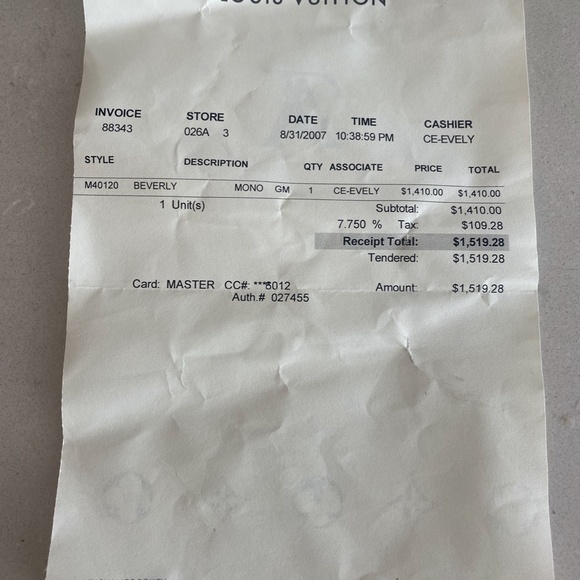 LOUIS VUITTON
INVOICE STORE DATE TIME CASHIER
88343 026A 3 8/31/2007 10:38:59 PM CE-EVELY
STYLE DESCRIPTION QTY ASSOCIATE PRICE TOTAL
M40120 BEVERLY MONO GM 1 CE-EVELY $1,410.00 $1,410.00
1 Unit(s) Subtotal: $1,410.00
7.750 % Tax: $109.28
Receipt Total: $1,519.28
Tendered: $1,519.28
Card: MASTER CC#: ***6012 Amount: $1,519.28
Auth.# 027455